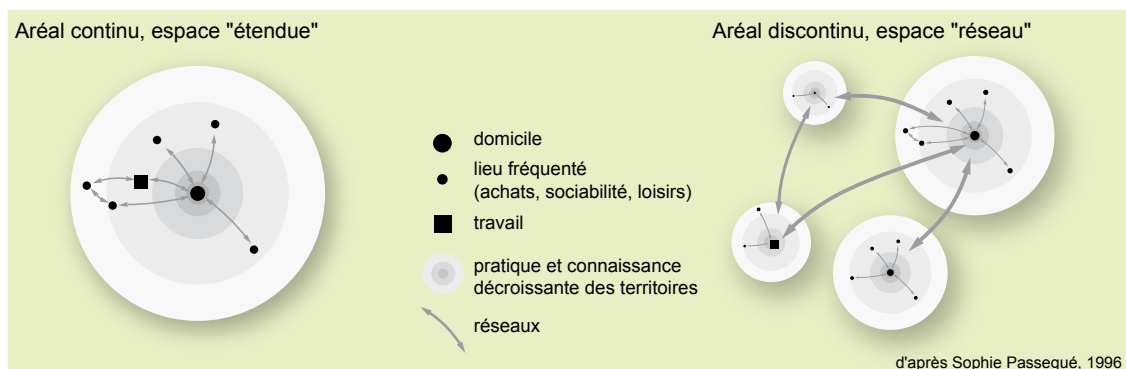 Aréal continu, espace "étendue"
Aréal discontinu, espace "réseau"
domicile
lieu fréquenté
(achats, sociabilité, loisirs)
travail
pratique et connaissance
décroissante des territoires
réseaux
d'après Sophie Passegué, 1996